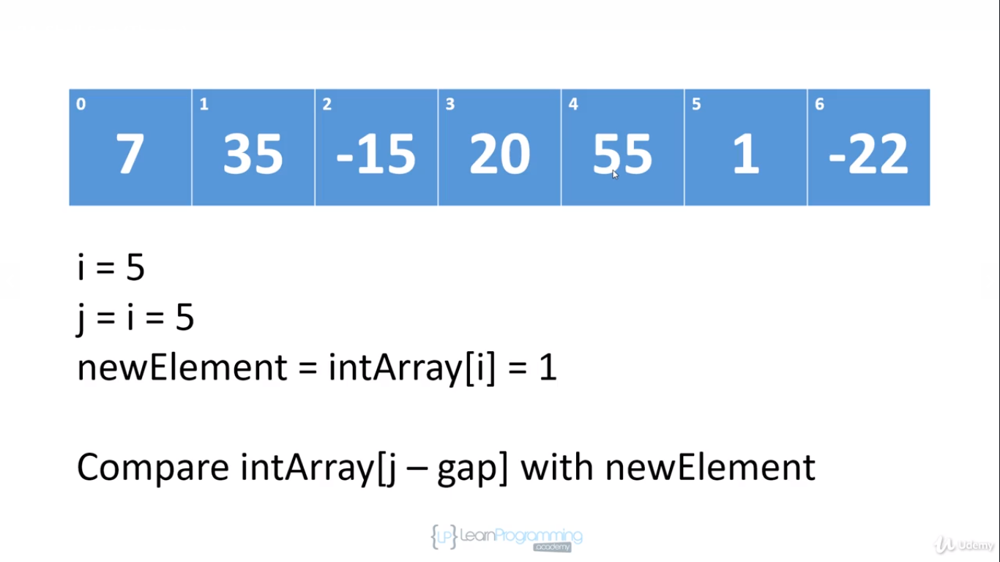 0 1 2 3 4 5 6
7 35 -15 20 55 1 -22
i = 5
j = i = 5
newElement = intArray[i] = 1
Compare intArray[j – gap] with newElement
{LP} LearnProgramming
academy
Udemy